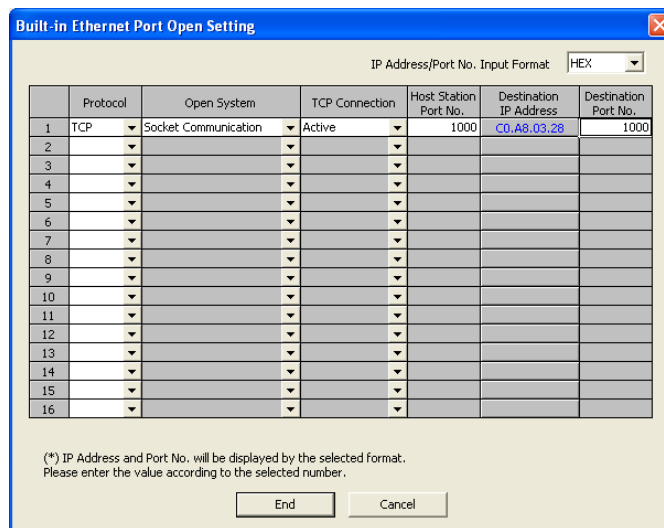 Built-in Ethernet Port Open Setting
IP Address/Port No. Input Format HEX
Protocol Open System TCP Connection Host Station Port No. Destination IP Address Destination Port No.
1 TCP Socket Communication Active 1000 C0.A8.03.28 1000
2
3
4
5
6
7
8
9
10
11
12
13
14
15
16
(*) IP Address and Port No. will be displayed by the selected format.
Please enter the value according to the selected number.
End Cancel